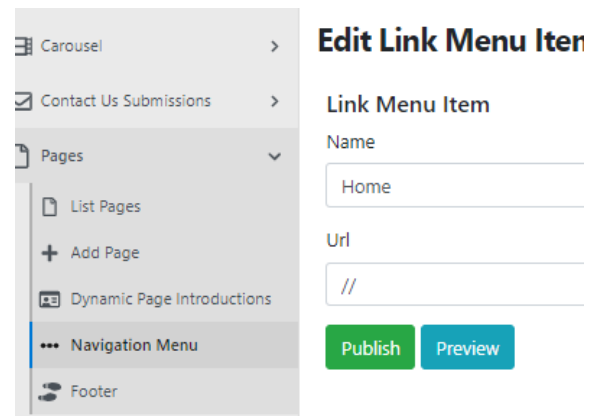 Carousel
Contact Us Submissions
Pages
List Pages
Add Page
Dynamic Page Introductions
Navigation Menu
Footer
Edit Link Menu Item
Link Menu Item
Name
Home
Url
//
Publish
Preview